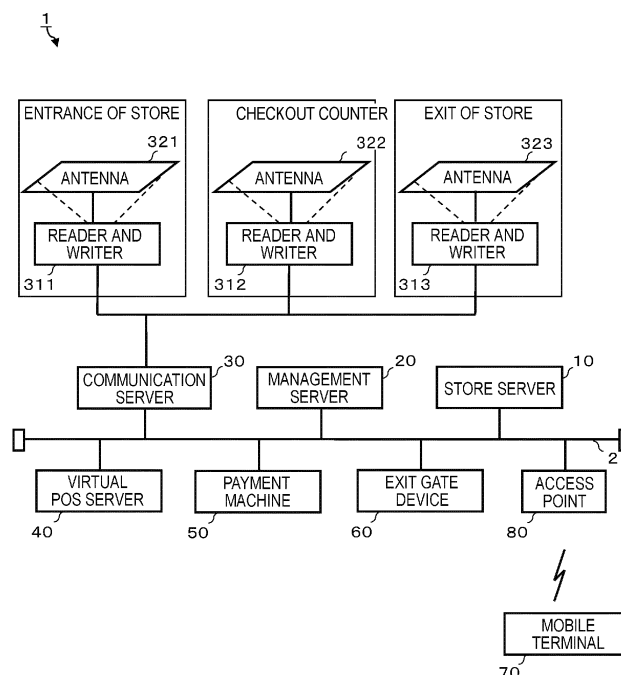 1
ENTRANCE OF STORE
CHECKOUT COUNTER
EXIT OF STORE
321
322
323
ANTENNA
ANTENNA
ANTENNA
READER AND
WRITER
READER AND
WRITER
READER AND
WRITER
311
312
313
30
20
10
COMMUNICATION
SERVER
MANAGEMENT
SERVER
STORE SERVER
2
VIRTUAL
POS SERVER
PAYMENT
MACHINE
EXIT GATE
DEVICE
ACCESS
POINT
40
50
60
80
MOBILE
TERMINAL
70